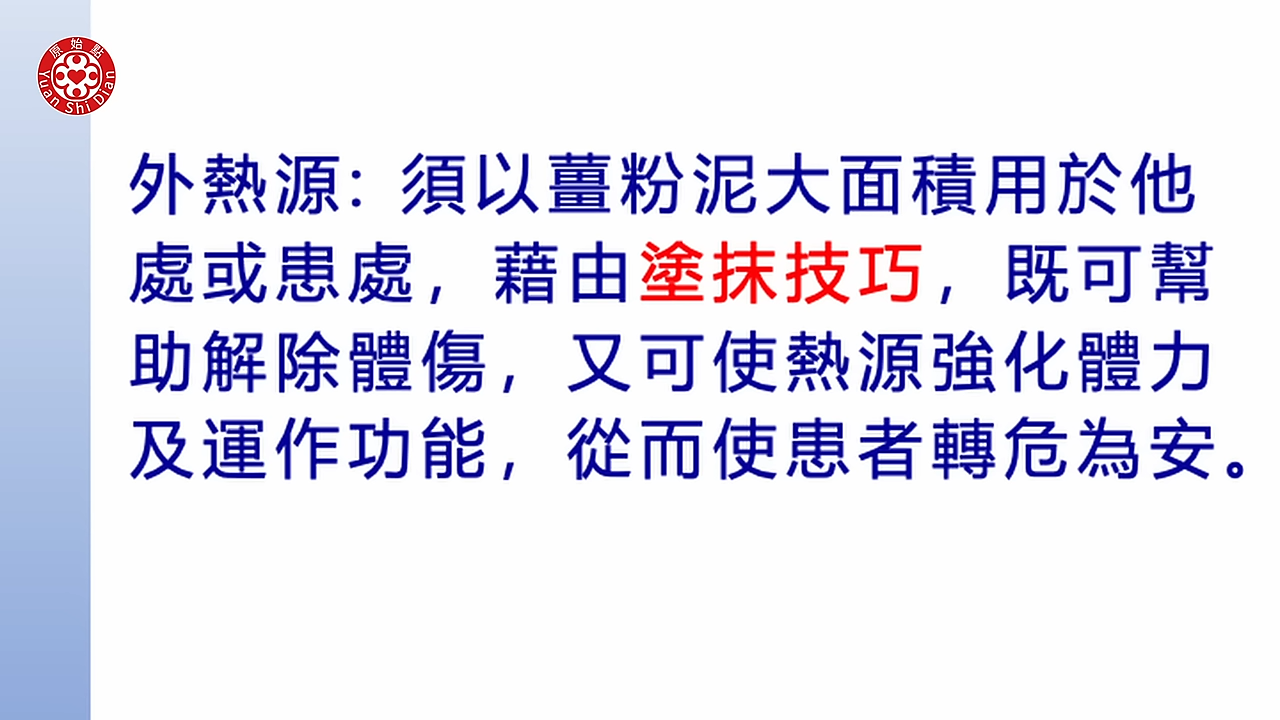 原始點
Yuan Shi Dian
外熱源: 須以薑粉泥大面積用於他
處或患處，藉由塗抹技巧，既可幫
助解除體傷，又可使熱源強化體力
及運作功能，從而使患者轉危為安。